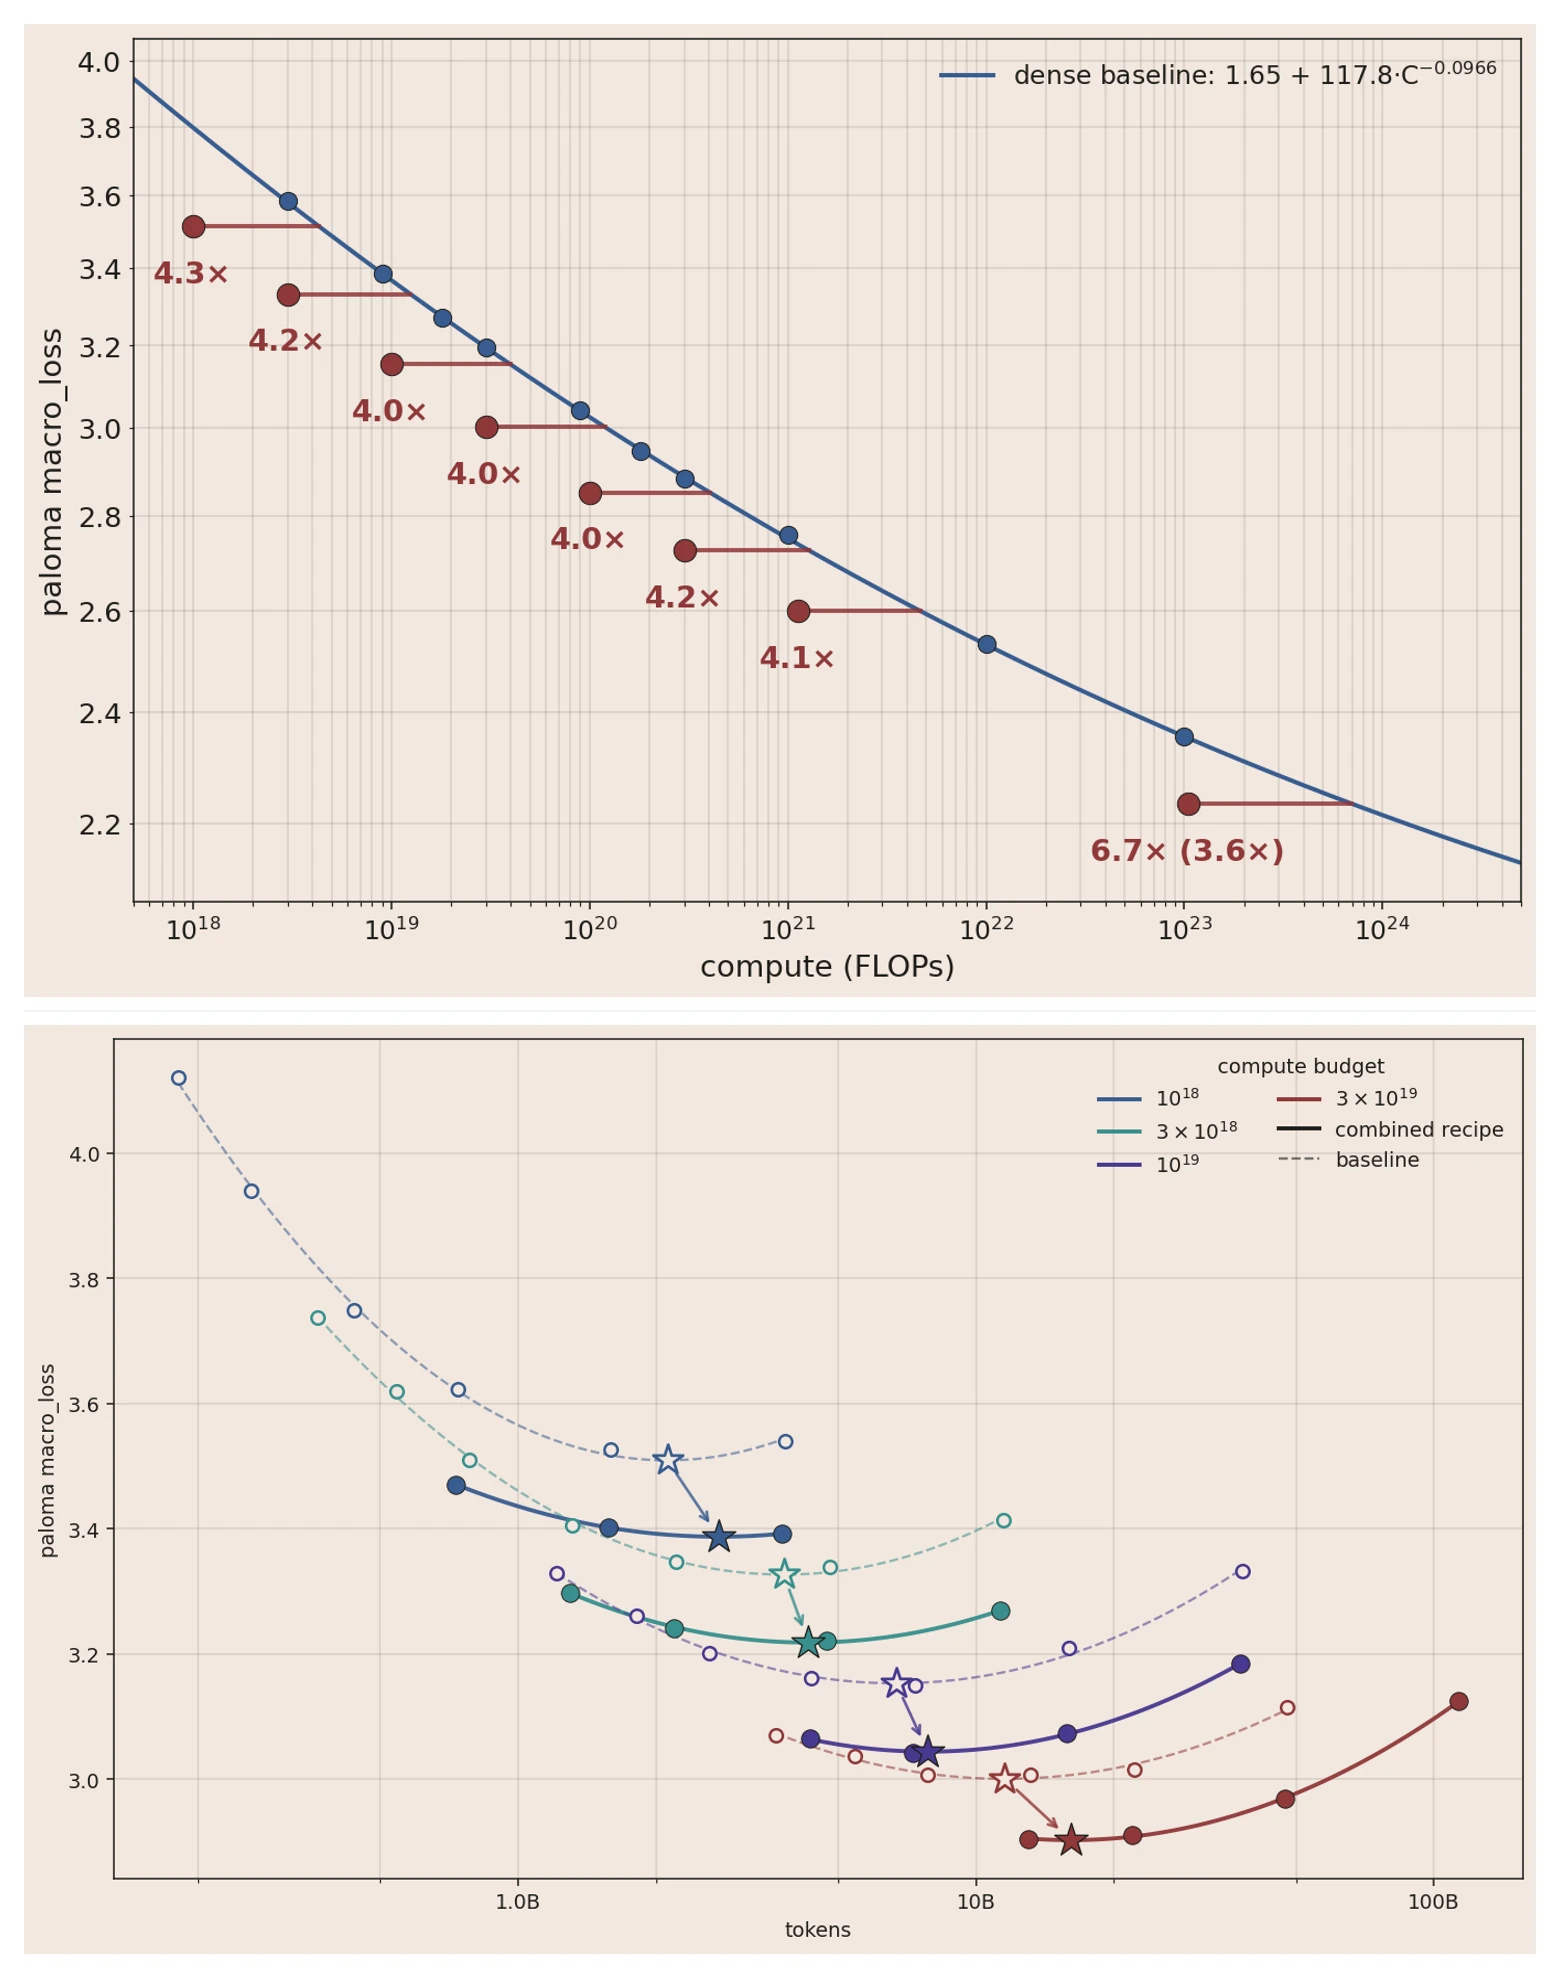 4.0
dense baseline: 1.65 + 117.8·C^−0.0966
3.8
3.6
3.4
4.3×
3.2
4.2×
4.0×
3.0
4.0×
2.8
4.0×
4.2×
2.6
4.1×
2.4
2.2
6.7× (3.6×)
paloma macro_loss
10^18 10^19 10^20 10^21 10^22 10^23 10^24
compute (FLOPs)
compute budget
10^18 3 × 10^19
3 × 10^18 combined recipe
10^19 baseline
4.0
3.8
3.6
3.4
3.2
3.0
paloma macro_loss
1.0B 10B 100B
tokens